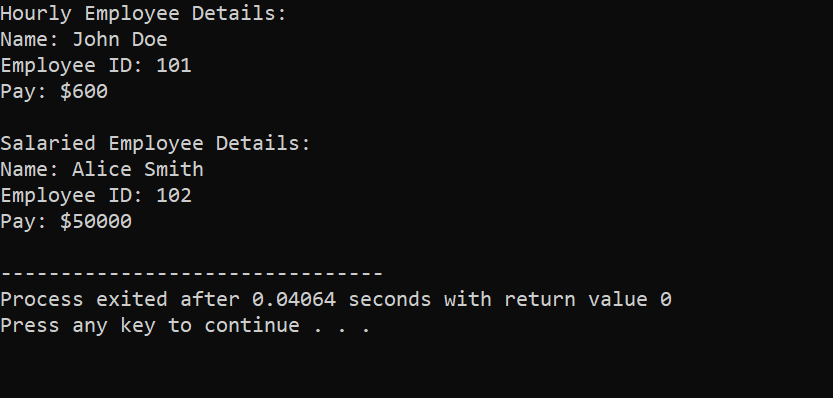 Hourly Employee Details:
Name: John Doe
Employee ID: 101
Pay: $600
Salaried Employee Details:
Name: Alice Smith
Employee ID: 102
Pay: $50000
--------------------------------
Process exited after 0.04064 seconds with return value 0
Press any key to continue . . .